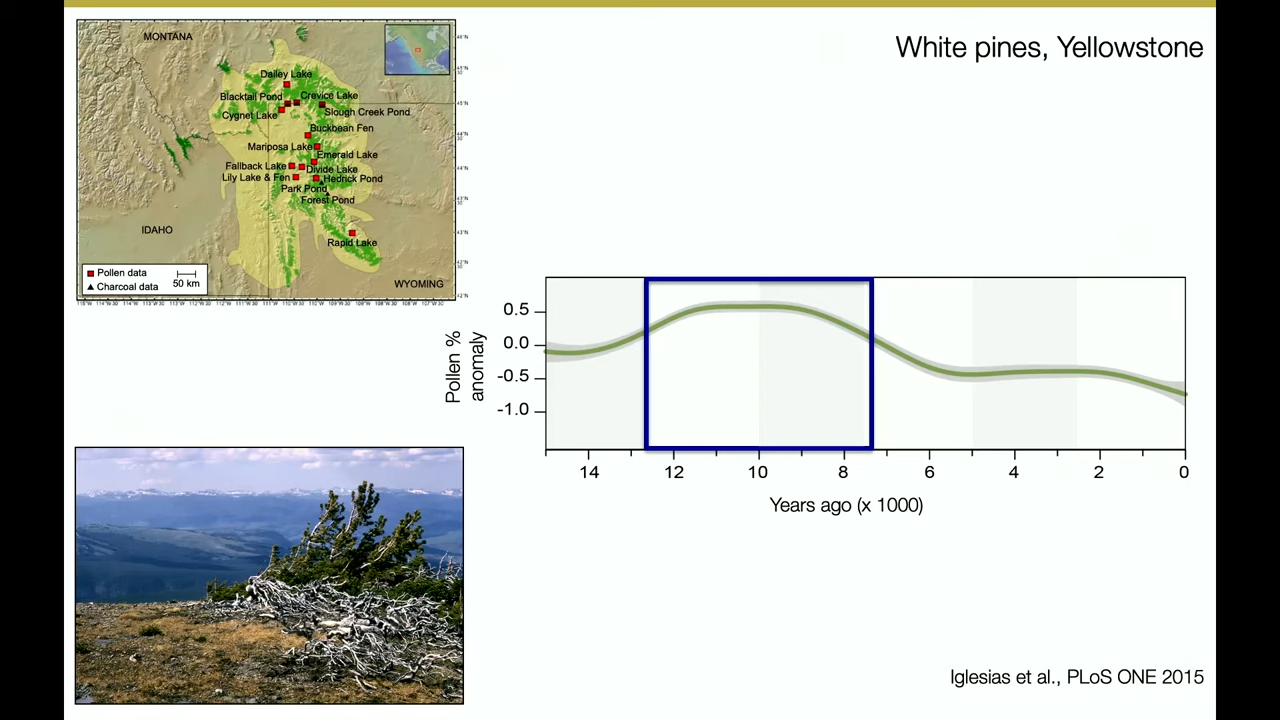 White pines, Yellowstone
MONTANA
Dailey Lake
Blacktail Pond
Crevice Lake
Cygnet Lake
Slough Creek Pond
Buckbean Fen
Mariposa Lake
Emerald Lake
Fallback Lake
Divide Lake
Lily Lake & Fen
Hedrick Pond
Park Pond
Forest Pond
IDAHO
Rapid Lake
Pollen data
Charcoal data
50 km
WYOMING
Pollen %
anomaly
0.5
0.0
-0.5
-1.0
14 12 10 8 6 4 2 0
Years ago (x 1000)
Iglesias et al., PLoS ONE 2015